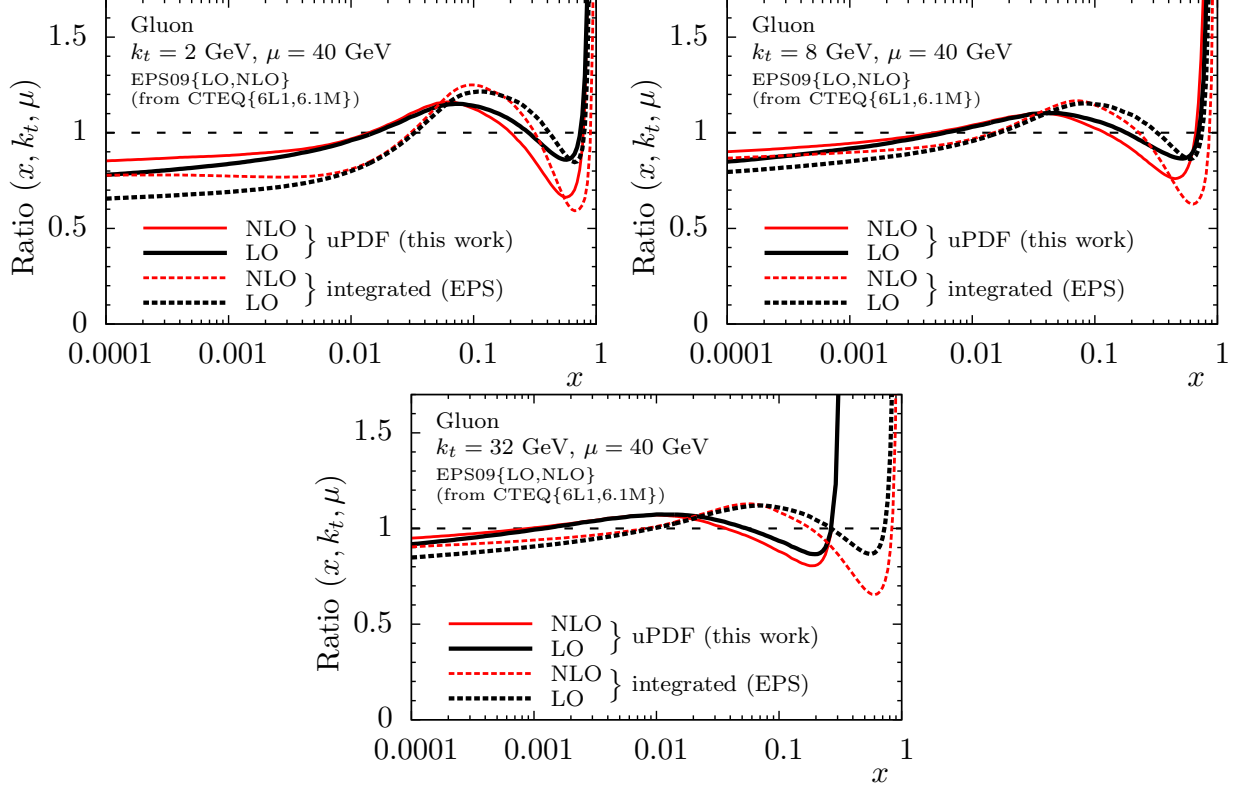 Gluon
k_t = 2 GeV, μ = 40 GeV
EPS09{LO,NLO}
(from CTEQ{6L1,6.1M})
Ratio (x, k_t, μ)
1.5
1
0.5
0
NLO
LO
} uPDF (this work)
NLO
LO
} integrated (EPS)
0.0001 0.001 0.01 0.1 1
x
Gluon
k_t = 8 GeV, μ = 40 GeV
EPS09{LO,NLO}
(from CTEQ{6L1,6.1M})
Ratio (x, k_t, μ)
1.5
1
0.5
0
NLO
LO
} uPDF (this work)
NLO
LO
} integrated (EPS)
0.0001 0.001 0.01 0.1 1
x
Gluon
k_t = 32 GeV, μ = 40 GeV
EPS09{LO,NLO}
(from CTEQ{6L1,6.1M})
Ratio (x, k_t, μ)
1.5
1
0.5
0
NLO
LO
} uPDF (this work)
NLO
LO
} integrated (EPS)
0.0001 0.001 0.01 0.1 1
x